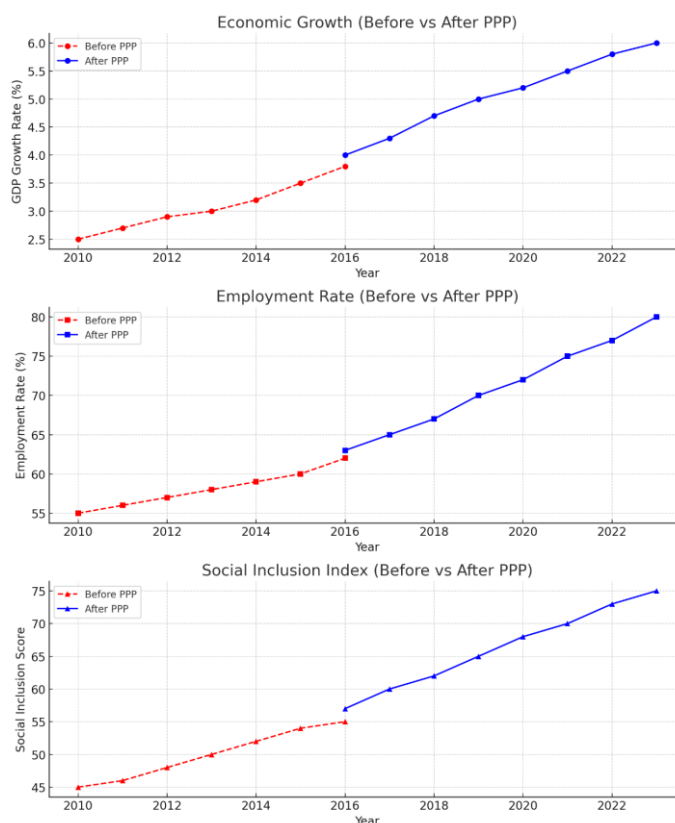 Economic Growth (Before vs After PPP)
Before PPP
After PPP
GDP Growth Rate (%)
6.0
5.5
5.0
4.5
4.0
3.5
3.0
2.5
2010 2012 2014 2016 2018 2020 2022
Year
Employment Rate (Before vs After PPP)
Before PPP
After PPP
Employment Rate (%)
80
75
70
65
60
55
2010 2012 2014 2016 2018 2020 2022
Year
Social Inclusion Index (Before vs After PPP)
Before PPP
After PPP
Social Inclusion Score
75
70
65
60
55
50
45
2010 2012 2014 2016 2018 2020 2022
Year